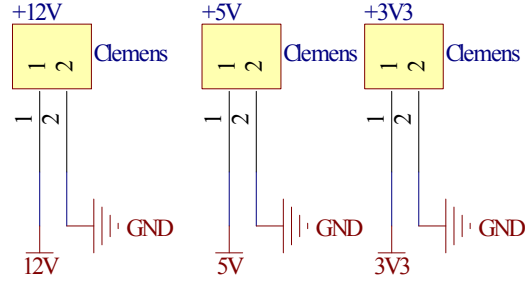 +12V +5V +3V3
1 2 Clemens 1 2 Clemens 1 2 Clemens
1 2 1 2 1 2
GND GND GND
12V 5V 3V3